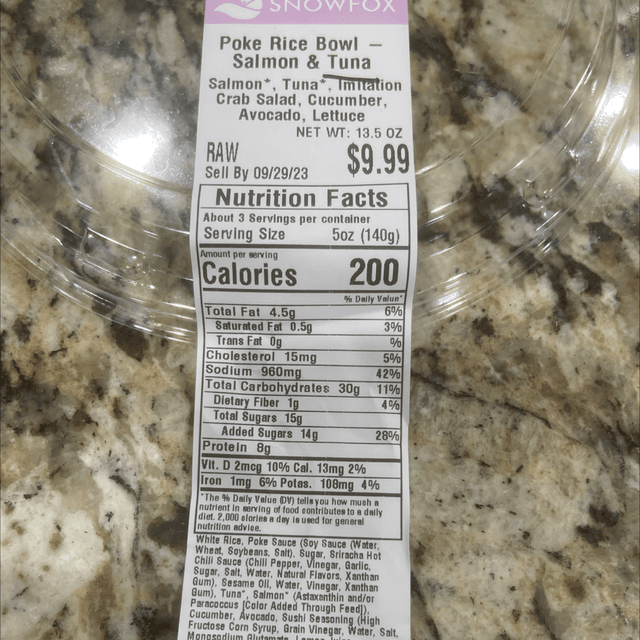 SNOWFOX
Poke Rice Bowl –
Salmon & Tuna
Salmon*, Tuna*, Imitation
Crab Salad, Cucumber,
Avocado, Lettuce
NET WT: 13.5 OZ
RAW
$9.99
Sell By 09/29/23
Nutrition Facts
About 3 Servings per container
Serving Size 5oz (140g)
Amount per serving
Calories 200
% Daily Value*
Total Fat 4.5g 6%
Saturated Fat 0.5g 3%
Trans Fat 0g %
Cholesterol 15mg 5%
Sodium 960mg 42%
Total Carbohydrates 30g 11%
Dietary Fiber 1g 4%
Total Sugars 15g
Added Sugars 14g 28%
Protein 8g
Vit. D 2mcg 10% Cal. 13mg 2%
Iron 1mg 6% Potas. 108mg 4%
*The % Daily Value (DV) tells you how much a
nutrient in serving of food contributes to a daily
diet. 2,000 clories a day is used for general
nutrition advice.
White Rice, Poke Sauce (Soy Sauce (Water,
Wheat, Soybeans, Salt). Sugar, Sriracha Hot
Chili Sauce (Chili Pepper, Vinegar, Garlic,
Sugar, Salt, Water, Natural Flavors, Xanthan
Gum). Sesame Oil, Water, Vinegar, Xanthan
Gum). Tuna*, Salmon* (Astaxanthin and/or
Paracoccus [Color Added Through Feed]),
Cucumber, Avocado, Sushi Seasoning (High
Fructose Corn Syrup, Grain Vinegar, Water, Salt,
Monosodium Glutamate, Lemon